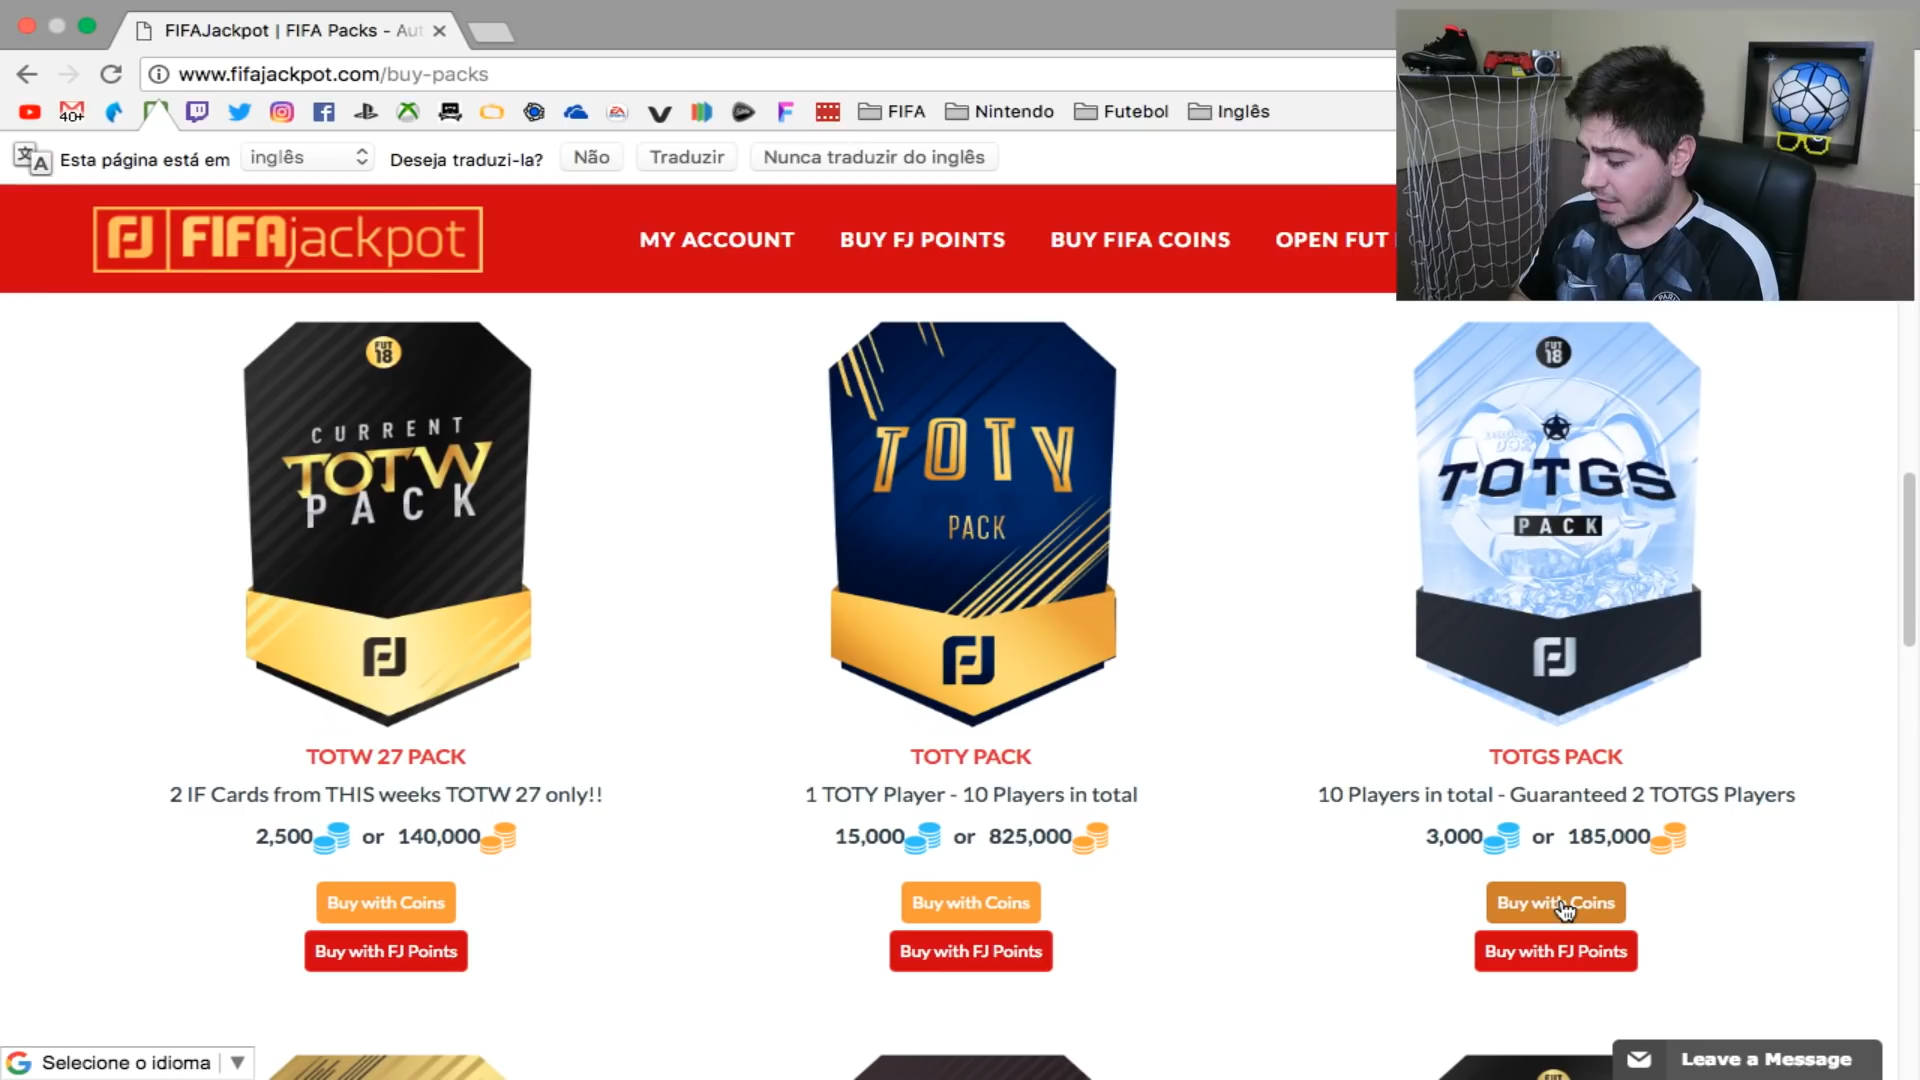 FIFAJackpot | FIFA Packs - Aut
www.fifajackpot.com/buy-packs
40+
FIFA
Nintendo
Futebol
Inglês
Esta página está em
inglês
Deseja traduzi-la?
Não
Traduzir
Nunca traduzir do inglês
FJ FIFAjackpot
MY ACCOUNT
BUY FJ POINTS
BUY FIFA COINS
OPEN FUT
FUT
18
CURRENT
TOTW
PACK
FJ
TOTW 27 PACK
2 IF Cards from THIS weeks TOTW 27 only!!
2,500 or 140,000
Buy with Coins
Buy with FJ Points
TOTY
PACK
FJ
TOTY PACK
1 TOTY Player - 10 Players in total
15,000 or 825,000
Buy with Coins
Buy with FJ Points
FUT
18
TOTGS
PACK
FJ
TOTGS PACK
10 Players in total - Guaranteed 2 TOTGS Players
3,000 or 185,000
Buy with Coins
Buy with FJ Points
Selecione o idioma
Leave a Message